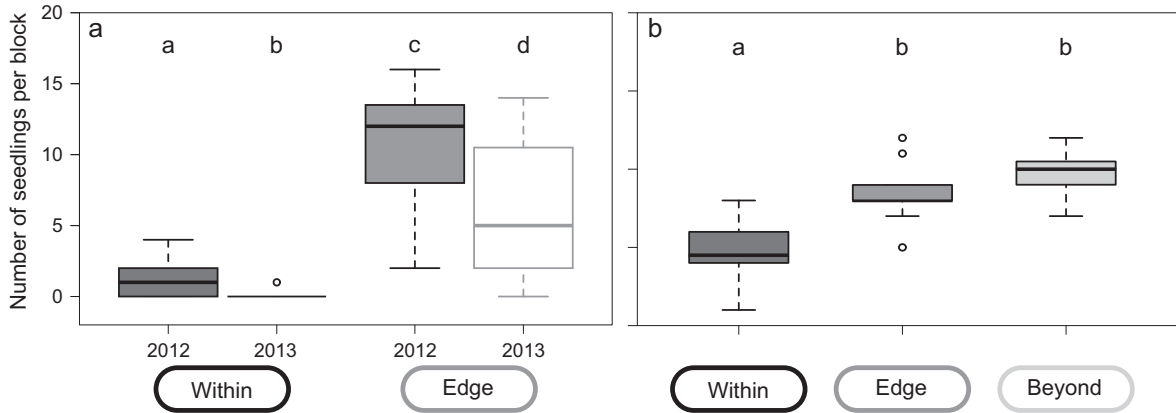 Number of seedlings per block
20
15
10
5
0
a
a b c d
2012 2013 2012 2013
Within Edge
b
a b b
Within Edge Beyond